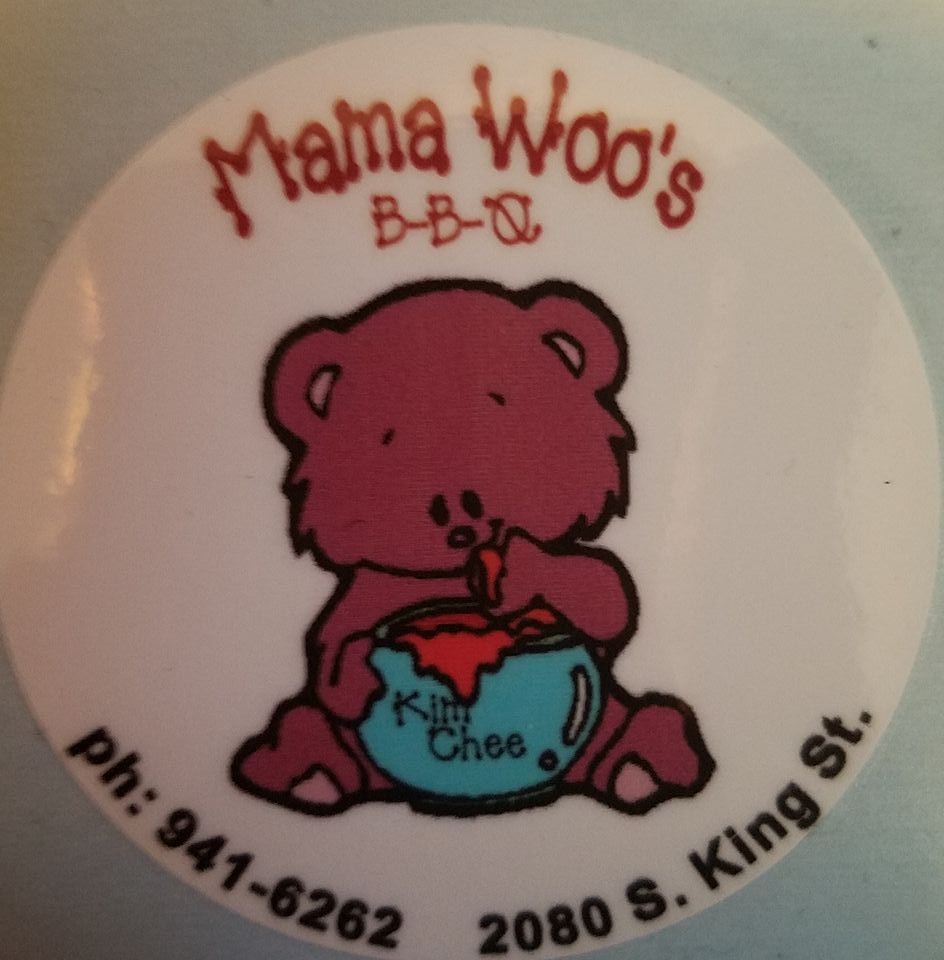 Mama Woo's
B-B-Q
Kim
Chee
ph: 941-6262
2080 S. King St.